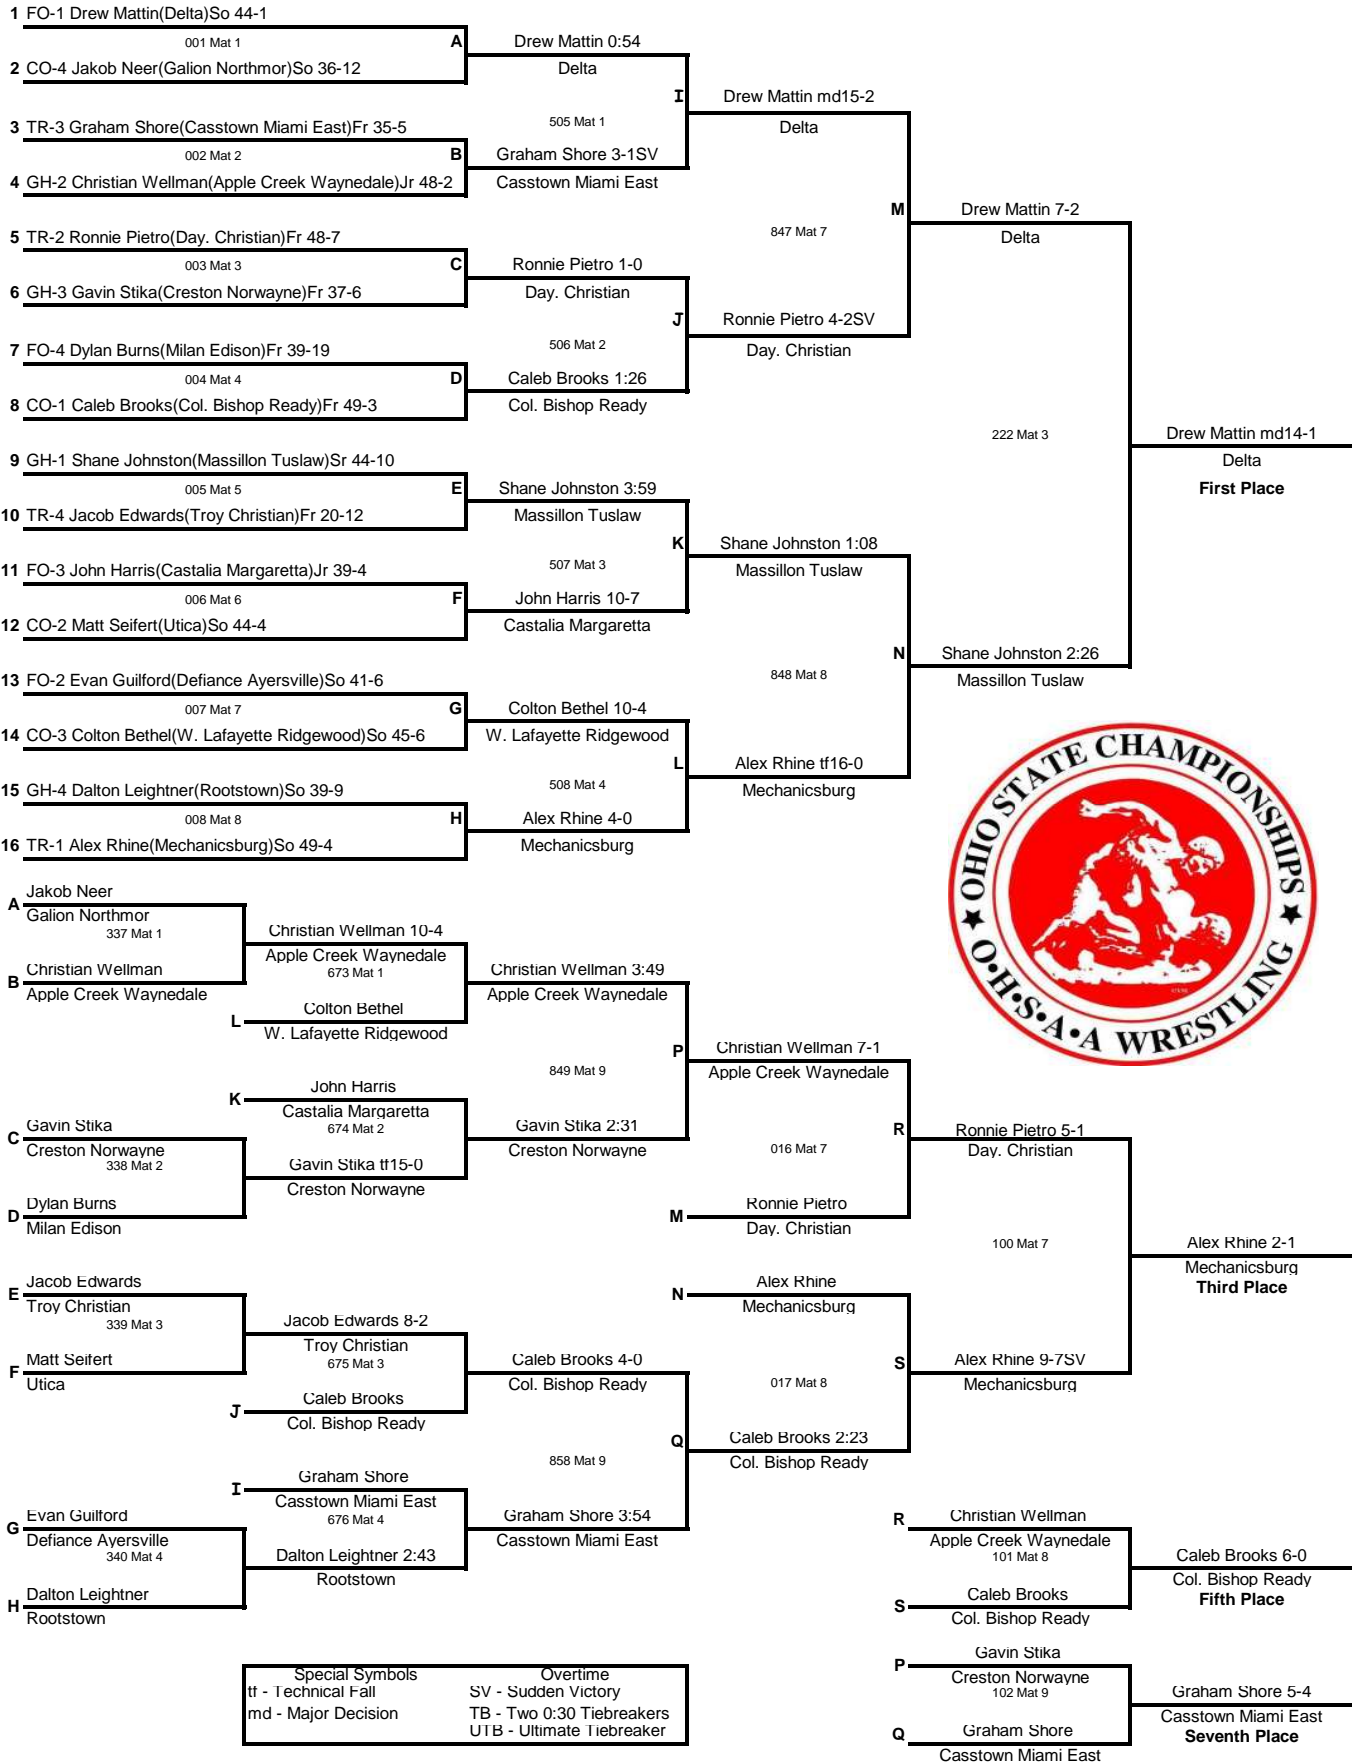 1 FO-1 Drew Mattin(Delta)So 44-1
001 Mat 1
A
2 CO-4 Jakob Neer(Galion Northmor)So 36-12
Drew Mattin 0:54
Delta
I
3 TR-3 Graham Shore(Casstown Miami East)Fr 35-5
002 Mat 2
B
4 GH-2 Christian Wellman(Apple Creek Waynedale)Jr 48-2
505 Mat 1
Graham Shore 3-1SV
Casstown Miami East
Drew Mattin md15-2
Delta
M
5 TR-2 Ronnie Pietro(Day. Christian)Fr 48-7
003 Mat 3
C
6 GH-3 Gavin Stika(Creston Norwayne)Fr 37-6
Ronnie Pietro 1-0
Day. Christian
J
7 FO-4 Dylan Burns(Milan Edison)Fr 39-19
004 Mat 4
D
8 CO-1 Caleb Brooks(Col. Bishop Ready)Fr 49-3
506 Mat 2
Caleb Brooks 1:26
Col. Bishop Ready
847 Mat 7
Ronnie Pietro 4-2SV
Day. Christian
Drew Mattin 7-2
Delta
9 GH-1 Shane Johnston(Massillon Tuslaw)Sr 44-10
005 Mat 5
E
10 TR-4 Jacob Edwards(Troy Christian)Fr 20-12
Shane Johnston 3:59
Massillon Tuslaw
K
11 FO-3 John Harris(Castalia Margaretta)Jr 39-4
006 Mat 6
F
12 CO-2 Matt Seifert(Utica)So 44-4
507 Mat 3
John Harris 10-7
Castalia Margaretta
Shane Johnston 1:08
Massillon Tuslaw
N
13 FO-2 Evan Guilford(Defiance Ayersville)So 41-6
007 Mat 7
G
14 CO-3 Colton Bethel(W. Lafayette Ridgewood)So 45-6
Colton Bethel 10-4
W. Lafayette Ridgewood
L
15 GH-4 Dalton Leightner(Rootstown)So 39-9
008 Mat 8
H
16 TR-1 Alex Rhine(Mechanicsburg)So 49-4
508 Mat 4
Alex Rhine 4-0
Mechanicsburg
848 Mat 8
Alex Rhine tf16-0
Mechanicsburg
222 Mat 3
Shane Johnston 2:26
Massillon Tuslaw
Drew Mattin md14-1
Delta
First Place
OHIO STATE CHAMPIONSHIPS
O•H•S•A•A WRESTLING
A Jakob Neer
Galion Northmor
337 Mat 1
B Christian Wellman
Apple Creek Waynedale
Christian Wellman 10-4
Apple Creek Waynedale
673 Mat 1
L Colton Bethel
W. Lafayette Ridgewood
Christian Wellman 3:49
Apple Creek Waynedale
P
K John Harris
Castalia Margaretta
674 Mat 2
C Gavin Stika
Creston Norwayne
338 Mat 2
D Dylan Burns
Milan Edison
Gavin Stika tf15-0
Creston Norwayne
849 Mat 9
Gavin Stika 2:31
Creston Norwayne
Christian Wellman 7-1
Apple Creek Waynedale
R
016 Mat 7
M Ronnie Pietro
Day. Christian
Ronnie Pietro 5-1
Day. Christian
E Jacob Edwards
Troy Christian
339 Mat 3
F Matt Seifert
Utica
Jacob Edwards 8-2
Troy Christian
675 Mat 3
J Caleb Brooks
Col. Bishop Ready
Caleb Brooks 4-0
Col. Bishop Ready
Q
I Graham Shore
Casstown Miami East
676 Mat 4
G Evan Guilford
Defiance Ayersville
340 Mat 4
H Dalton Leightner
Rootstown
Dalton Leightner 2:43
Rootstown
858 Mat 9
Graham Shore 3:54
Casstown Miami East
N Alex Rhine
Mechanicsburg
017 Mat 8
S
Caleb Brooks 2:23
Col. Bishop Ready
100 Mat 7
Alex Rhine 9-7SV
Mechanicsburg
Alex Rhine 2-1
Mechanicsburg
Third Place
R Christian Wellman
Apple Creek Waynedale
101 Mat 8
S Caleb Brooks
Col. Bishop Ready
Caleb Brooks 6-0
Col. Bishop Ready
Fifth Place
P Gavin Stika
Creston Norwayne
102 Mat 9
Q Graham Shore
Casstown Miami East
Graham Shore 5-4
Casstown Miami East
Seventh Place
Special Symbols Overtime
tf - Technical Fall SV - Sudden Victory
md - Major Decision TB - Two 0:30 Tiebreakers
UTB - Ultimate Tiebreaker